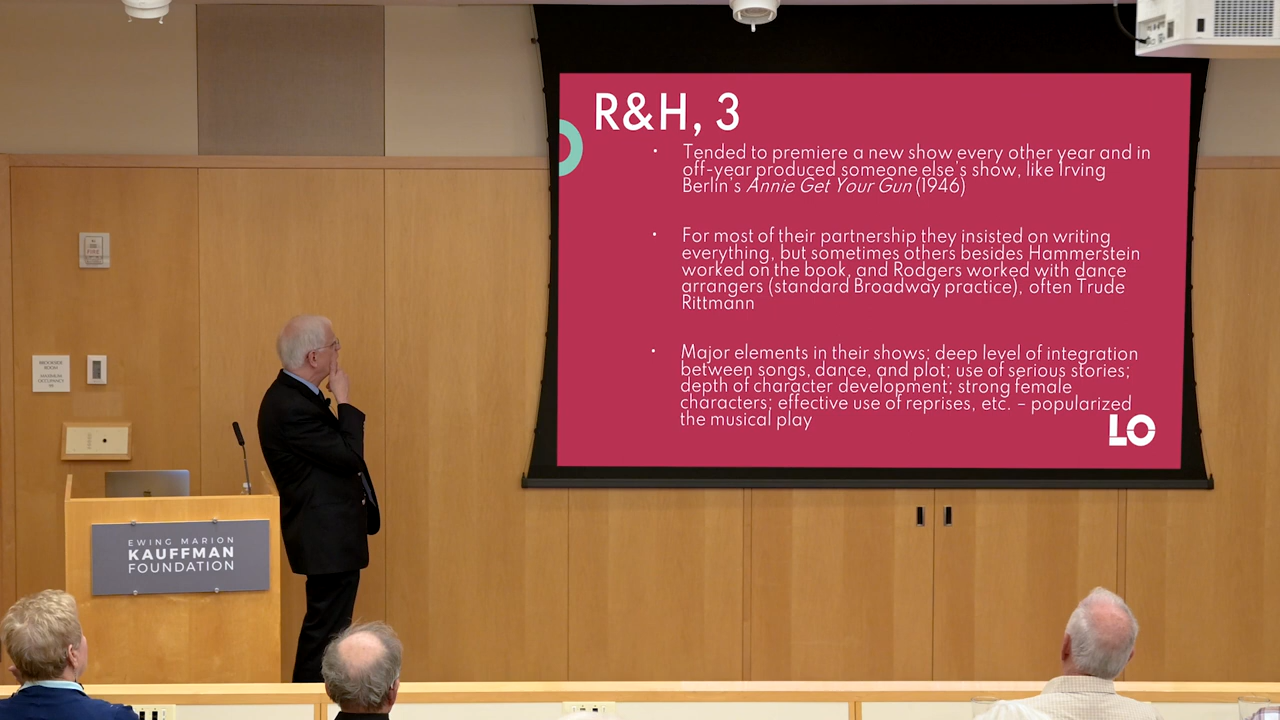 R&H, 3
• Tended to premiere a new show every other year and in
off-year produced someone else's show, like Irving
Berlin's Annie Get Your Gun (1946)
• For most of their partnership they insisted on writing
everything, but sometimes others besides Hammerstein
worked on the book, and Rodgers worked with dance
arrangers (standard Broadway practice), often Trude
Rittmann
• Major elements in their shows: deep level of integration
between songs, dance, and plot; use of serious stories;
depth of character development; strong female
characters; effective use of reprises, etc. – popularized
the musical play
LO
FIRE
BROOKSIDE
ROOM
MAXIMUM
OCCUPANCY
EWING MARION
KAUFFMAN
FOUNDATION